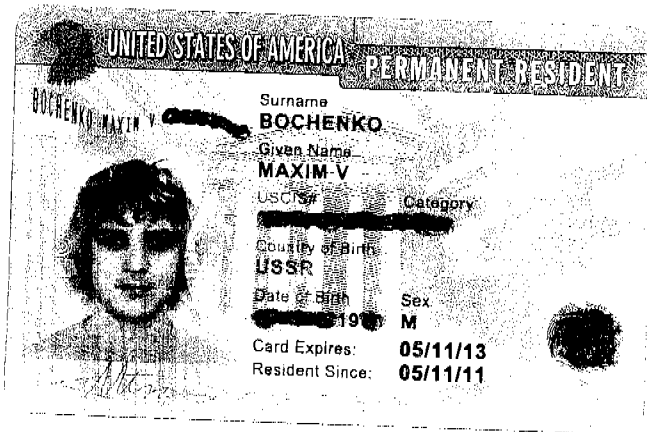 UNITED STATES OF AMERICA PERMANENT RESIDENT
BOCHENKO MAXIM V
Surname
BOCHENKO
Given Name
MAXIM V
USCIS# Category
Country of Birth
USSR
Date of Birth Sex
19 M
Card Expires: 05/11/13
Resident Since: 05/11/11